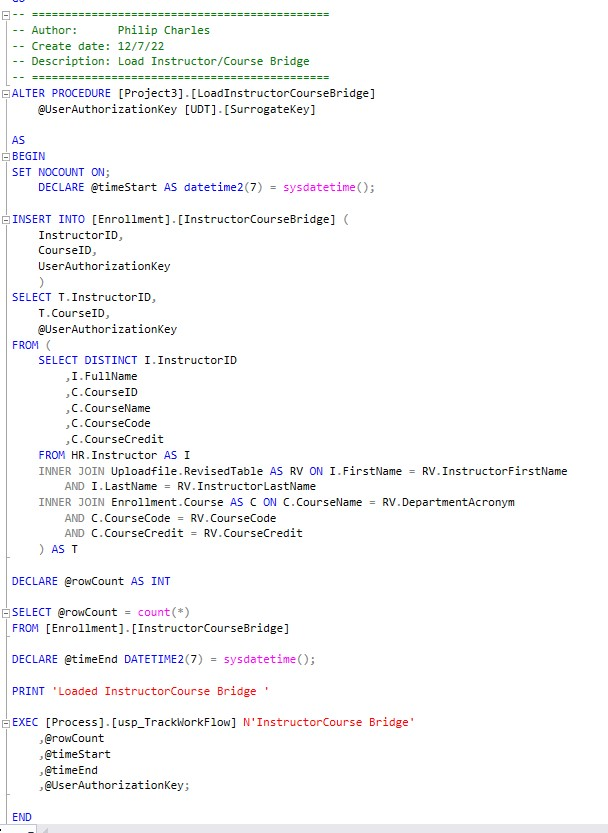 -- =============================================
-- Author:      Philip Charles
-- Create date: 12/7/22
-- Description: Load Instructor/Course Bridge
-- =============================================
ALTER PROCEDURE [Project3].[LoadInstructorCourseBridge]
    @UserAuthorizationKey [UDT].[SurrogateKey]

AS
BEGIN
SET NOCOUNT ON;
    DECLARE @timeStart AS datetime2(7) = sysdatetime();

INSERT INTO [Enrollment].[InstructorCourseBridge] (
    InstructorID,
    CourseID,
    UserAuthorizationKey
    )
SELECT T.InstructorID,
    T.CourseID,
    @UserAuthorizationKey
FROM (
    SELECT DISTINCT I.InstructorID
        ,I.FullName
        ,C.CourseID
        ,C.CourseName
        ,C.CourseCode
        ,C.CourseCredit
    FROM HR.Instructor AS I
    INNER JOIN Uploadfile.RevisedTable AS RV ON I.FirstName = RV.InstructorFirstName
        AND I.LastName = RV.InstructorLastName
    INNER JOIN Enrollment.Course AS C ON C.CourseName = RV.DepartmentAcronym
        AND C.CourseCode = RV.CourseCode
        AND C.CourseCredit = RV.CourseCredit
    ) AS T

DECLARE @rowCount AS INT

SELECT @rowCount = count(*)
FROM [Enrollment].[InstructorCourseBridge]

DECLARE @timeEnd DATETIME2(7) = sysdatetime();

PRINT 'Loaded InstructorCourse Bridge '

EXEC [Process].[usp_TrackWorkFlow] N'InstructorCourse Bridge'
    ,@rowCount
    ,@timeStart
    ,@timeEnd
    ,@UserAuthorizationKey;

END